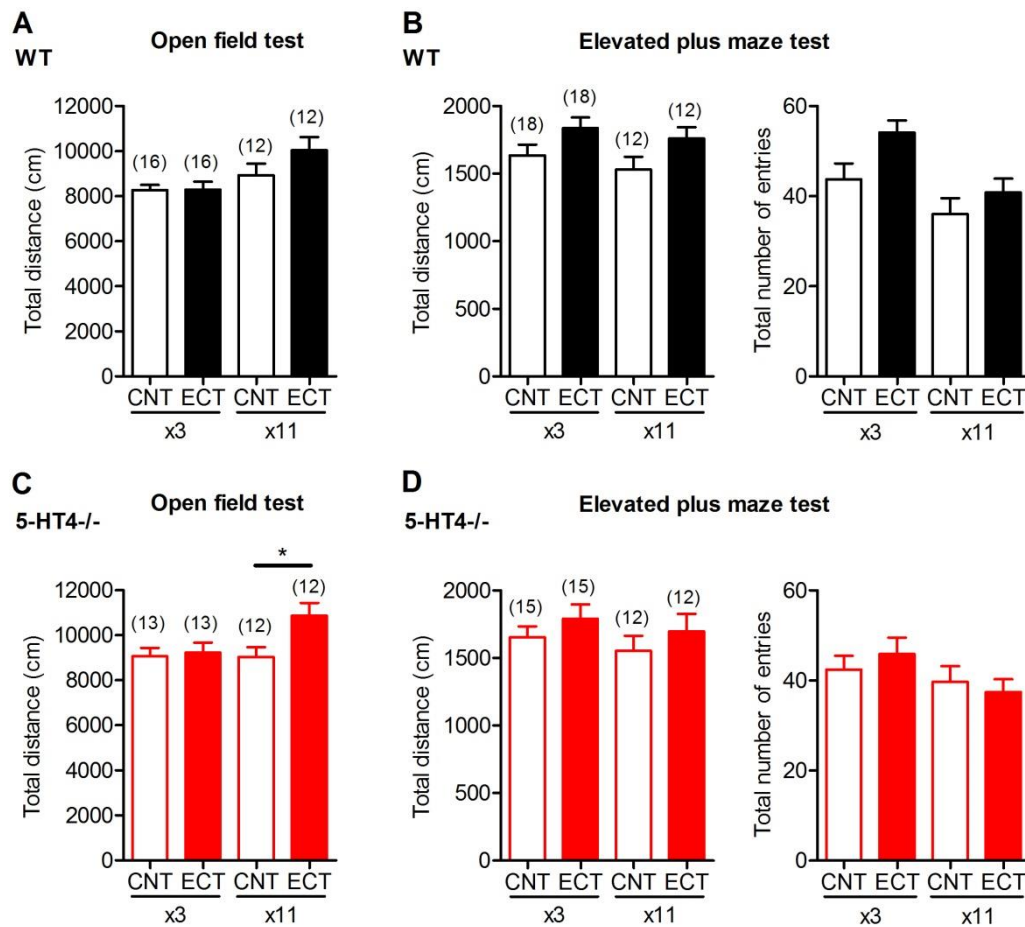 A
WT
Open field test
Total distance (cm)
12000
10000
8000
6000
4000
2000
0
(16) (16) (12) (12)
CNT ECT CNT ECT
x3 x11
B
WT
Elevated plus maze test
Total distance (cm)
2000
1500
1000
500
0
(18) (18) (12) (12)
CNT ECT CNT ECT
x3 x11
Total number of entries
60
40
20
0
CNT ECT CNT ECT
x3 x11
C
5-HT4-/-
Open field test
Total distance (cm)
12000
10000
8000
6000
4000
2000
0
(13) (13) (12) (12)
*
CNT ECT CNT ECT
x3 x11
D
5-HT4-/-
Elevated plus maze test
Total distance (cm)
2000
1500
1000
500
0
(15) (15) (12) (12)
CNT ECT CNT ECT
x3 x11
Total number of entries
60
40
20
0
CNT ECT CNT ECT
x3 x11